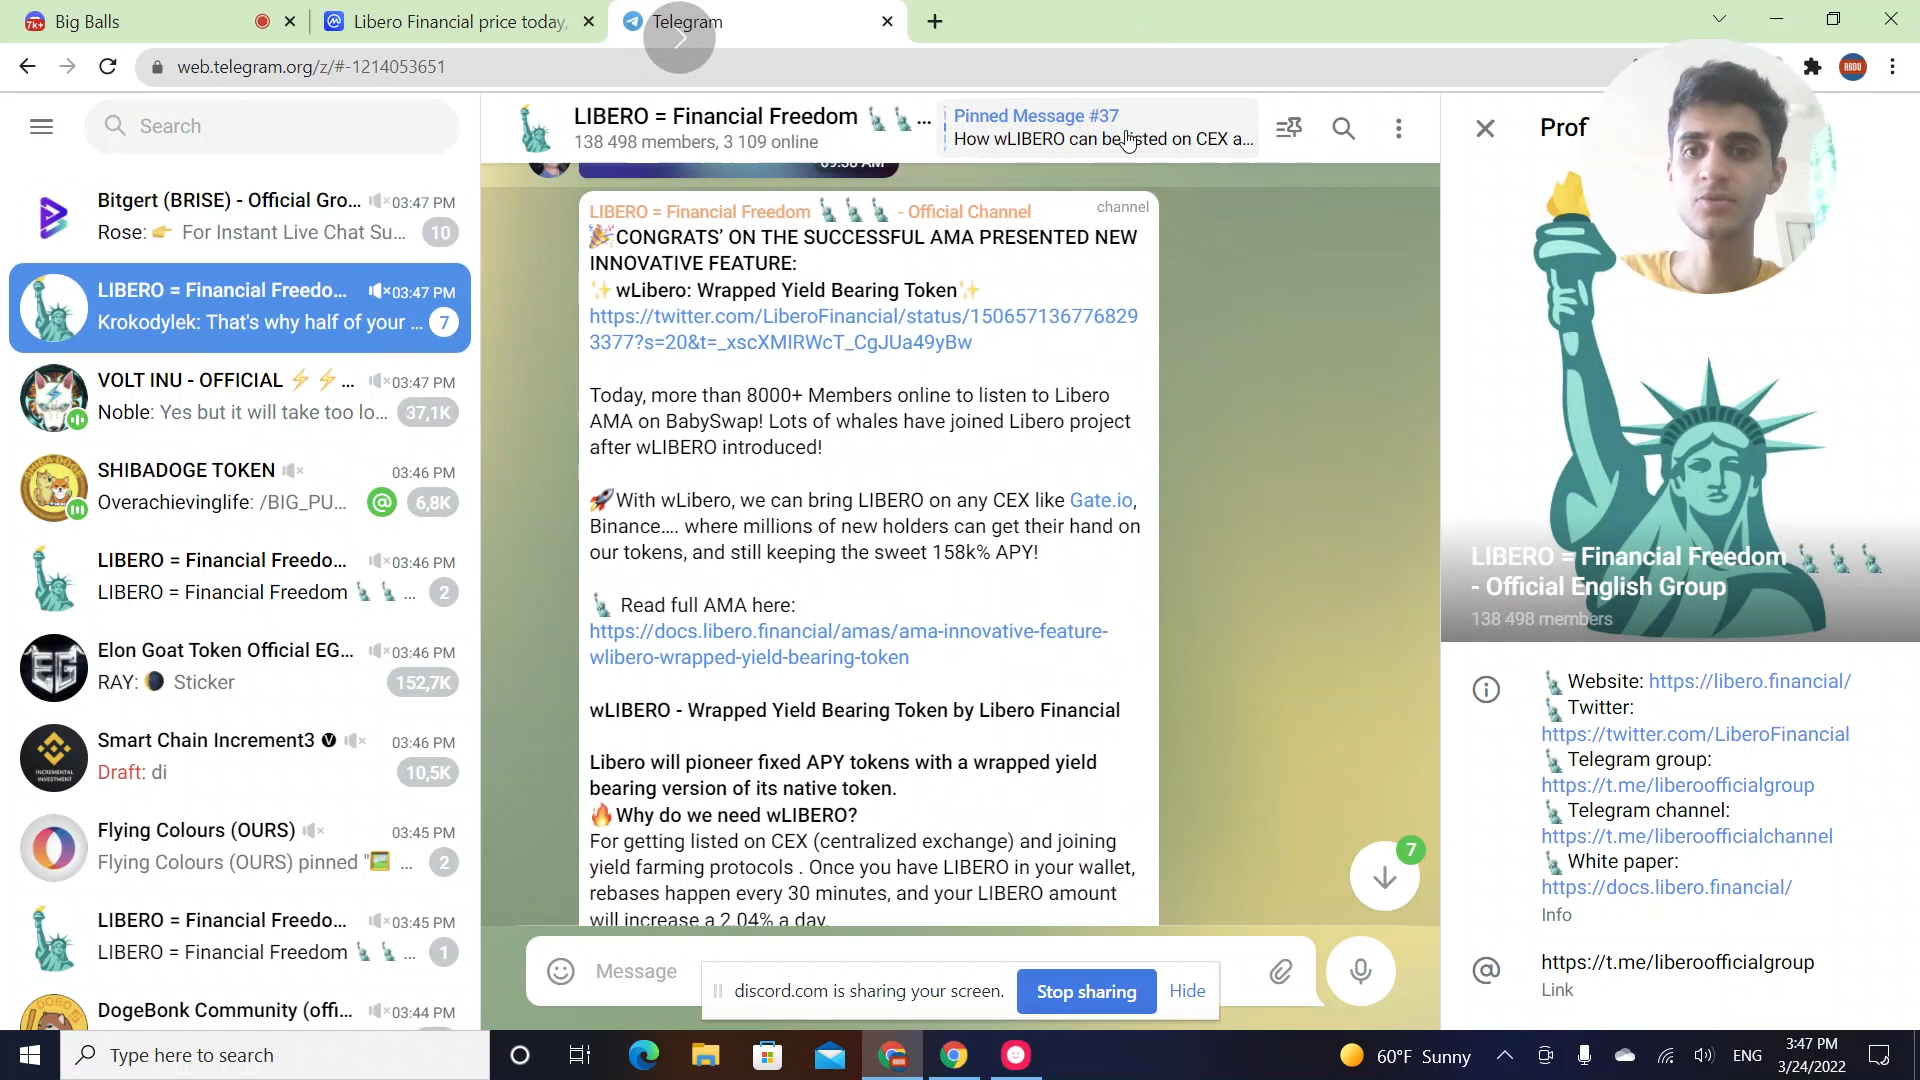 Big Balls
Libero Financial price today,
Telegram
web.telegram.org/z/#-1214053651
ABDU
Search
Bitgert (BRISE) - Official Gro... 03:47 PM
Rose: 👉 For Instant Live Chat Su... 10
LIBERO = Financial Freedo... 03:47 PM
Krokodylek: That's why half of your ... 7
VOLT INU - OFFICIAL ⚡⚡... 03:47 PM
Noble: Yes but it will take too lo... 37,1K
SHIBADOGE TOKEN 03:46 PM
Overachievinglife: /BIG_PU... @ 6,8K
LIBERO = Financial Freedo... 03:46 PM
LIBERO = Financial Freedom 🗽🗽 ... 2
Elon Goat Token Official EG... 03:46 PM
RAY: 🌘 Sticker 152,7K
Smart Chain Increment3 03:46 PM
Draft: di 10,5K
Flying Colours (OURS) 03:45 PM
Flying Colours (OURS) pinned "🖼 ... 2
LIBERO = Financial Freedo... 03:45 PM
LIBERO = Financial Freedom 🗽🗽 ... 1
DogeBonk Community (offi... 03:44 PM
LIBERO = Financial Freedom 🗽🗽...
138 498 members, 3 109 online
Pinned Message #37
How wLIBERO can be listed on CEX a...
09:38 AM
LIBERO = Financial Freedom 🗽🗽🗽 - Official Channel channel
🎉CONGRATS' ON THE SUCCESSFUL AMA PRESENTED NEW
INNOVATIVE FEATURE:
✨wLibero: Wrapped Yield Bearing Token✨
https://twitter.com/LiberoFinancial/status/150657136776829
3377?s=20&t=_xscXMIRWcT_CgJUa49yBw
Today, more than 8000+ Members online to listen to Libero
AMA on BabySwap! Lots of whales have joined Libero project
after wLIBERO introduced!
🚀With wLibero, we can bring LIBERO on any CEX like Gate.io,
Binance.... where millions of new holders can get their hand on
our tokens, and still keeping the sweet 158k% APY!
🗽 Read full AMA here:
https://docs.libero.financial/amas/ama-innovative-feature-
wlibero-wrapped-yield-bearing-token
wLIBERO - Wrapped Yield Bearing Token by Libero Financial
Libero will pioneer fixed APY tokens with a wrapped yield
bearing version of its native token.
🔥Why do we need wLIBERO?
For getting listed on CEX (centralized exchange) and joining
yield farming protocols . Once you have LIBERO in your wallet,
rebases happen every 30 minutes, and your LIBERO amount
will increase a 2.04% a day.
7
Message
discord.com is sharing your screen.
Stop sharing
Hide
Prof
LIBERO = Financial Freedom 🗽🗽🗽
- Official English Group
138 498 members
🗽Website: https://libero.financial/
🗽Twitter:
https://twitter.com/LiberoFinancial
🗽Telegram group:
https://t.me/liberoofficialgroup
🗽Telegram channel:
https://t.me/liberoofficialchannel
🗽White paper:
https://docs.libero.financial/
Info
https://t.me/liberoofficialgroup
Link
Type here to search
60°F Sunny
ENG
3:47 PM
3/24/2022